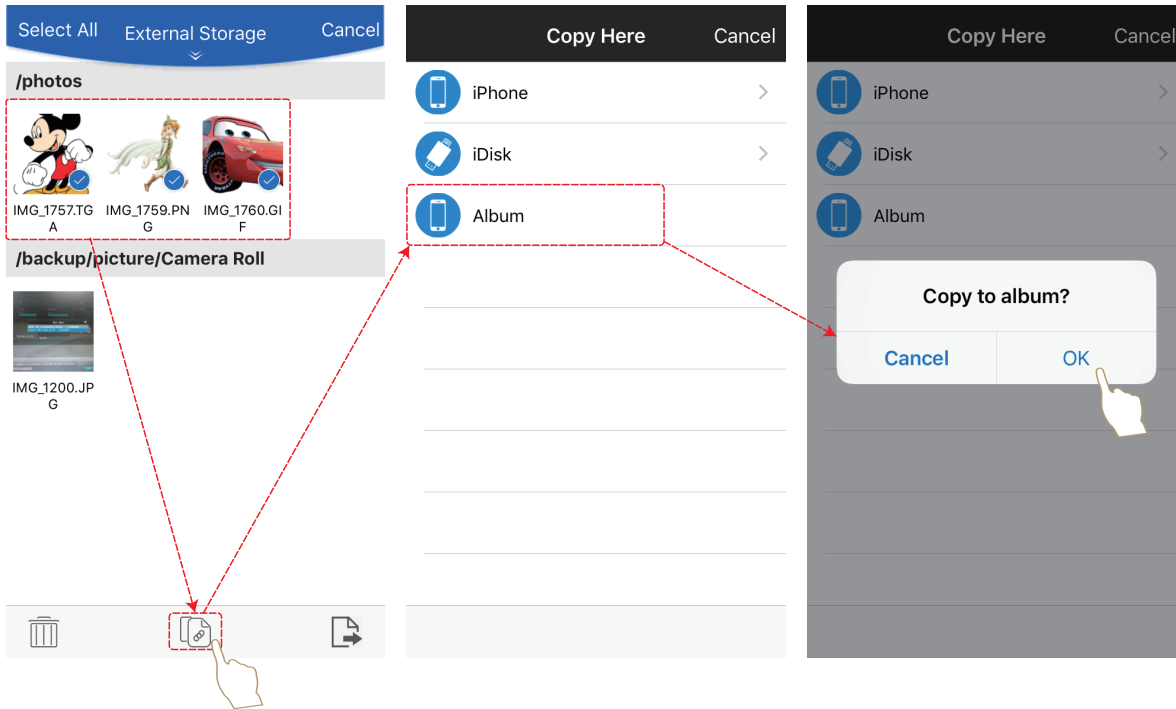 Select All
External Storage
Cancel
/photos
IMG_1757.TG
A
IMG_1759.PN
G
IMG_1760.GI
F
/backup/picture/Camera Roll
IMG_1200.JP
G
Copy Here
Cancel
iPhone
iDisk
Album
Copy Here
Cancel
iPhone
iDisk
Album
Copy to album?
Cancel
OK